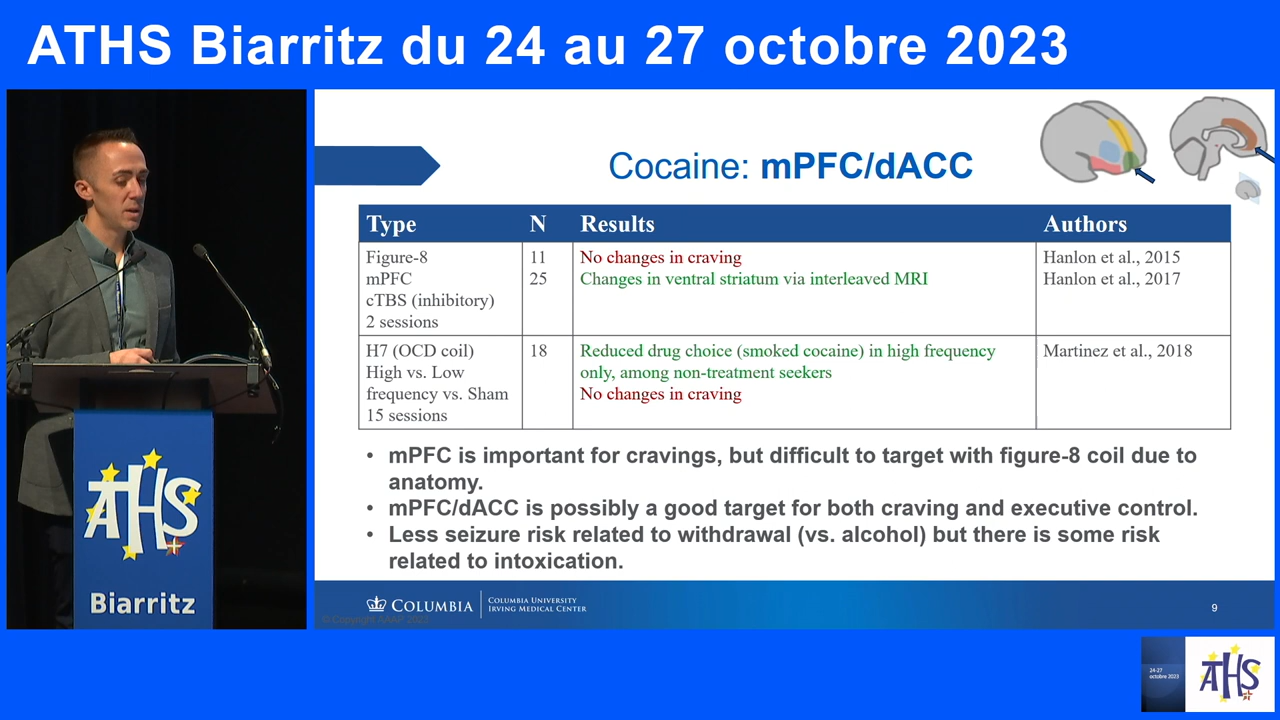 ATHS Biarritz du 24 au 27 octobre 2023
Cocaine: mPFC/dACC
Type N Results Authors
Figure-8 11 No changes in craving Hanlon et al., 2015
mPFC 25 Changes in ventral striatum via interleaved MRI Hanlon et al., 2017
cTBS (inhibitory)
2 sessions
H7 (OCD coil) 18 Reduced drug choice (smoked cocaine) in high frequency Martinez et al., 2018
High vs. Low only, among non-treatment seekers
frequency vs. Sham No changes in craving
15 sessions
• mPFC is important for cravings, but difficult to target with figure-8 coil due to
anatomy.
• mPFC/dACC is possibly a good target for both craving and executive control.
• Less seizure risk related to withdrawal (vs. alcohol) but there is some risk
related to intoxication.
COLUMBIA
COLUMBIA UNIVERSITY
IRVING MEDICAL CENTER
9
© Copyright AAAP 2022
ATHS
Biarritz
24-27
octobre 2023
ATHS